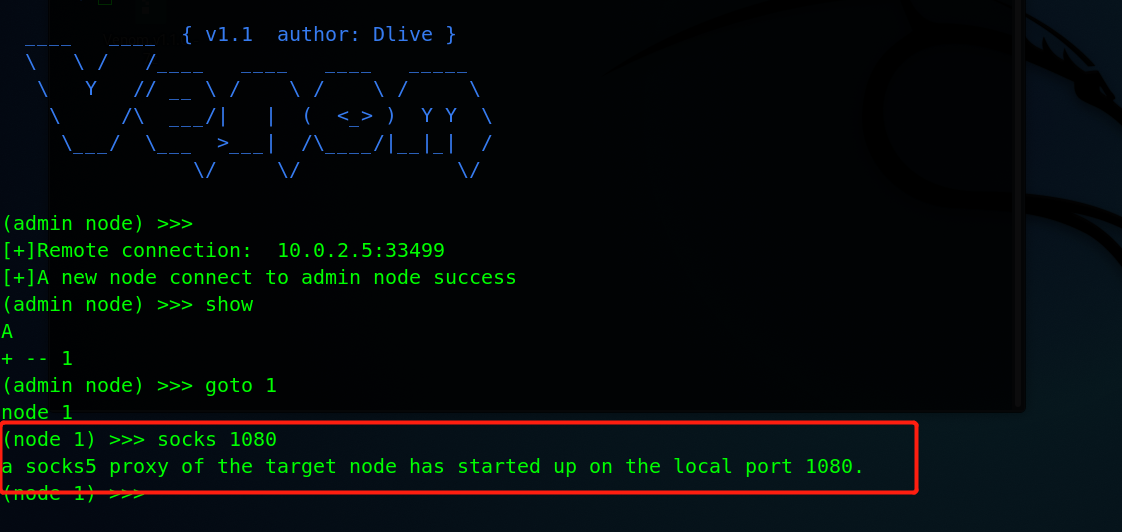 { v1.1  author: Dlive }
Venom
(admin node) >>>
[+]Remote connection:  10.0.2.5:33499
[+]A new node connect to admin node success
(admin node) >>> show
A
+ -- 1
(admin node) >>> goto 1
node 1
(node 1) >>> socks 1080
a socks5 proxy of the target node has started up on the local port 1080.
(node 1) >>>